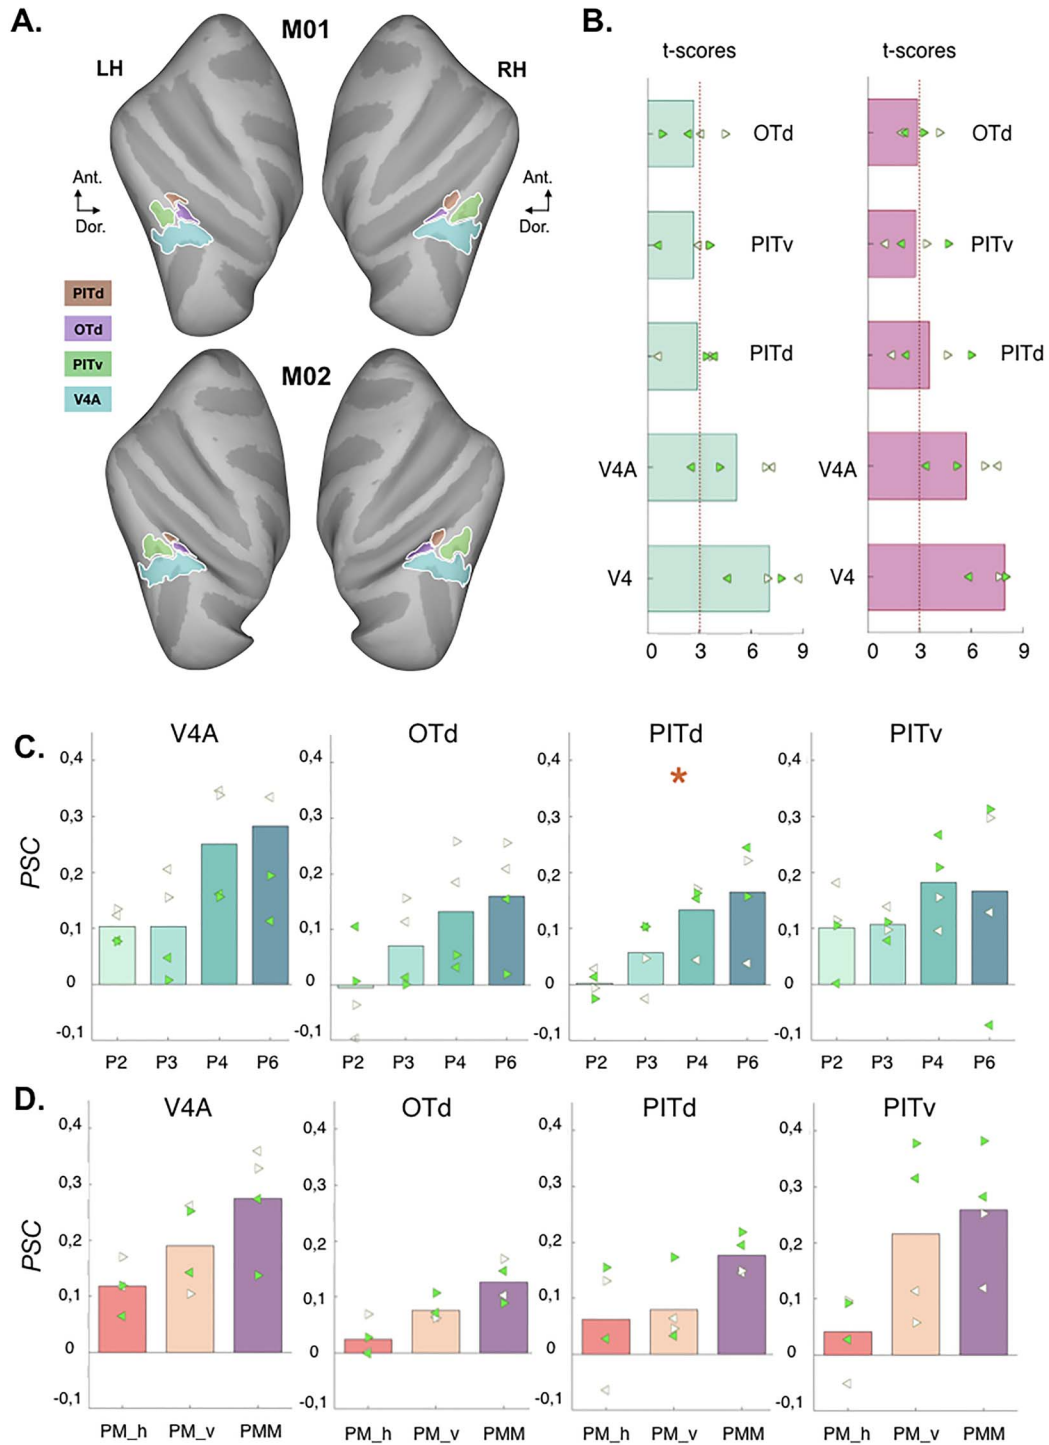 A.
M01
LH
RH
Ant.
Dor.
Ant.
Dor.
PITd
OTd
PITv
V4A
M02
B.
t-scores
t-scores
OTd
OTd
PITv
PITv
PITd
PITd
V4A
V4A
V4
V4
0 3 6 9
0 3 6 9
C.
V4A
OTd
PITd
PITv
*
PSC
0,4
0,3
0,2
0,1
0
-0,1
P2 P3 P4 P6
0,4
0,3
0,2
0,1
0
-0,1
P2 P3 P4 P6
0,4
0,3
0,2
0,1
0
-0,1
P2 P3 P4 P6
0,4
0,3
0,2
0,1
0
-0,1
P2 P3 P4 P6
D.
V4A
OTd
PITd
PITv
PSC
0,4
0,3
0,2
0,1
0
-0,1
PM_h PM_v PMM
0,4
0,3
0,2
0,1
0
-0,1
PM_h PM_v PMM
0,4
0,3
0,2
0,1
0
-0,1
PM_h PM_v PMM
0,4
0,3
0,2
0,1
0
-0,1
PM_h PM_v PMM